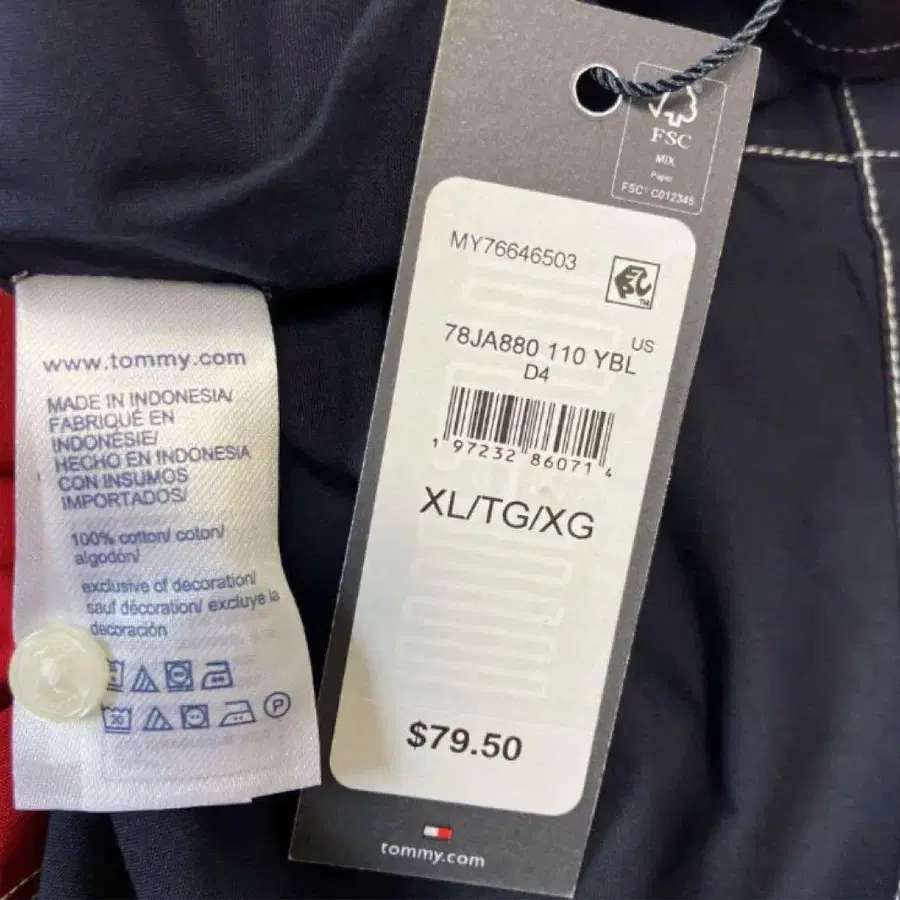 www.tommy.com
MADE IN INDONESIA/
FABRIQUÉ EN
INDONÉSIE/
HECHO EN INDONESIA
CON INSUMOS
IMPORTADOS/
100% cotton/ coton/
algodón/
exclusive of decoration/
sauf décoration/ excluye la
decoración
30
P
FSC
MIX
Paper
FSC® C012345
MY76646503
US
78JA880 110 YBL
D4
1 97232 86071 4
XL/TG/XG
$79.50
tommy.com